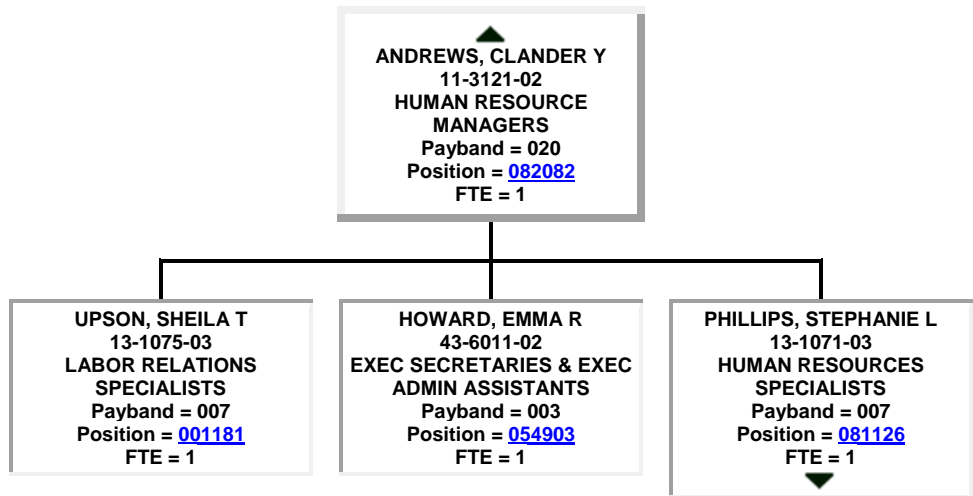 ANDREWS, CLANDER Y
11-3121-02
HUMAN RESOURCE
MANAGERS
Payband = 020
Position = 082082
FTE = 1
UPSON, SHEILA T
13-1075-03
LABOR RELATIONS
SPECIALISTS
Payband = 007
Position = 001181
FTE = 1
HOWARD, EMMA R
43-6011-02
EXEC SECRETARIES & EXEC
ADMIN ASSISTANTS
Payband = 003
Position = 054903
FTE = 1
PHILLIPS, STEPHANIE L
13-1071-03
HUMAN RESOURCES
SPECIALISTS
Payband = 007
Position = 081126
FTE = 1